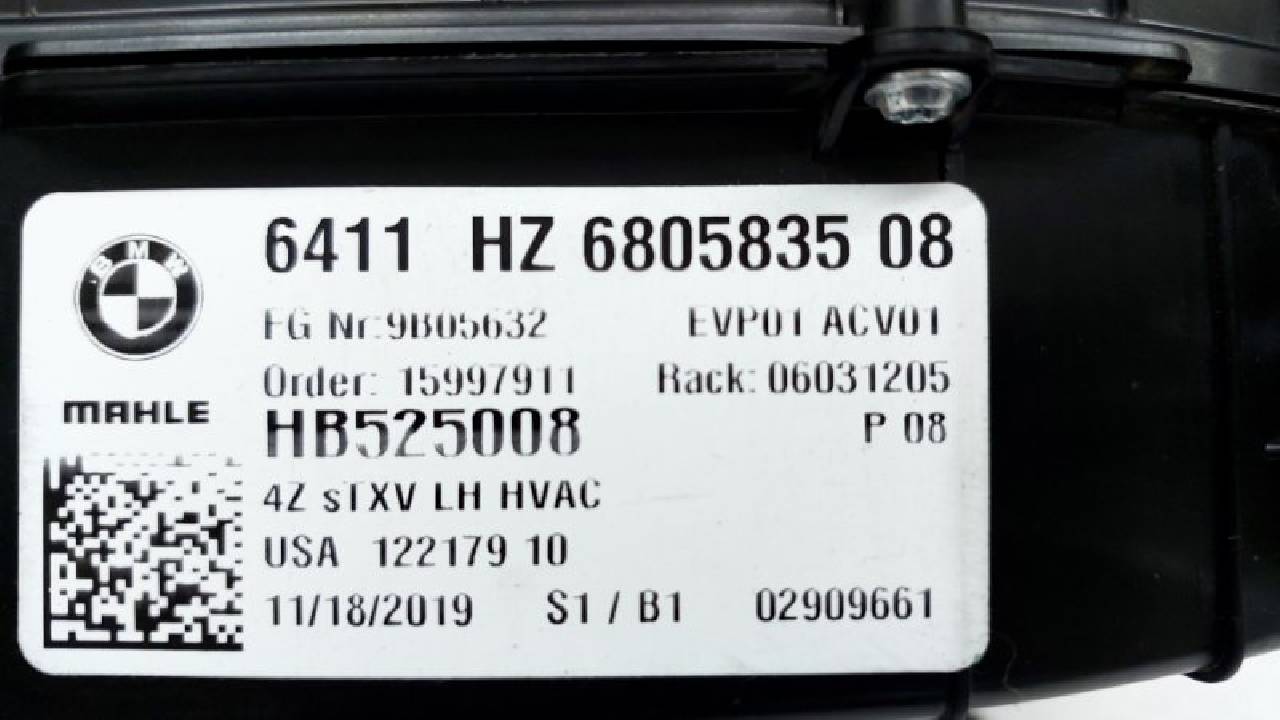 6411 HZ 6805835 08
BMW
FG Nr:9B05632 EVP01 ACV01
Order: 15997911 Rack: 06031205
MAHLE
HB525008 P 08
4Z sTXV LH HVAC
USA 122179 10
11/18/2019 S1 / B1 02909661